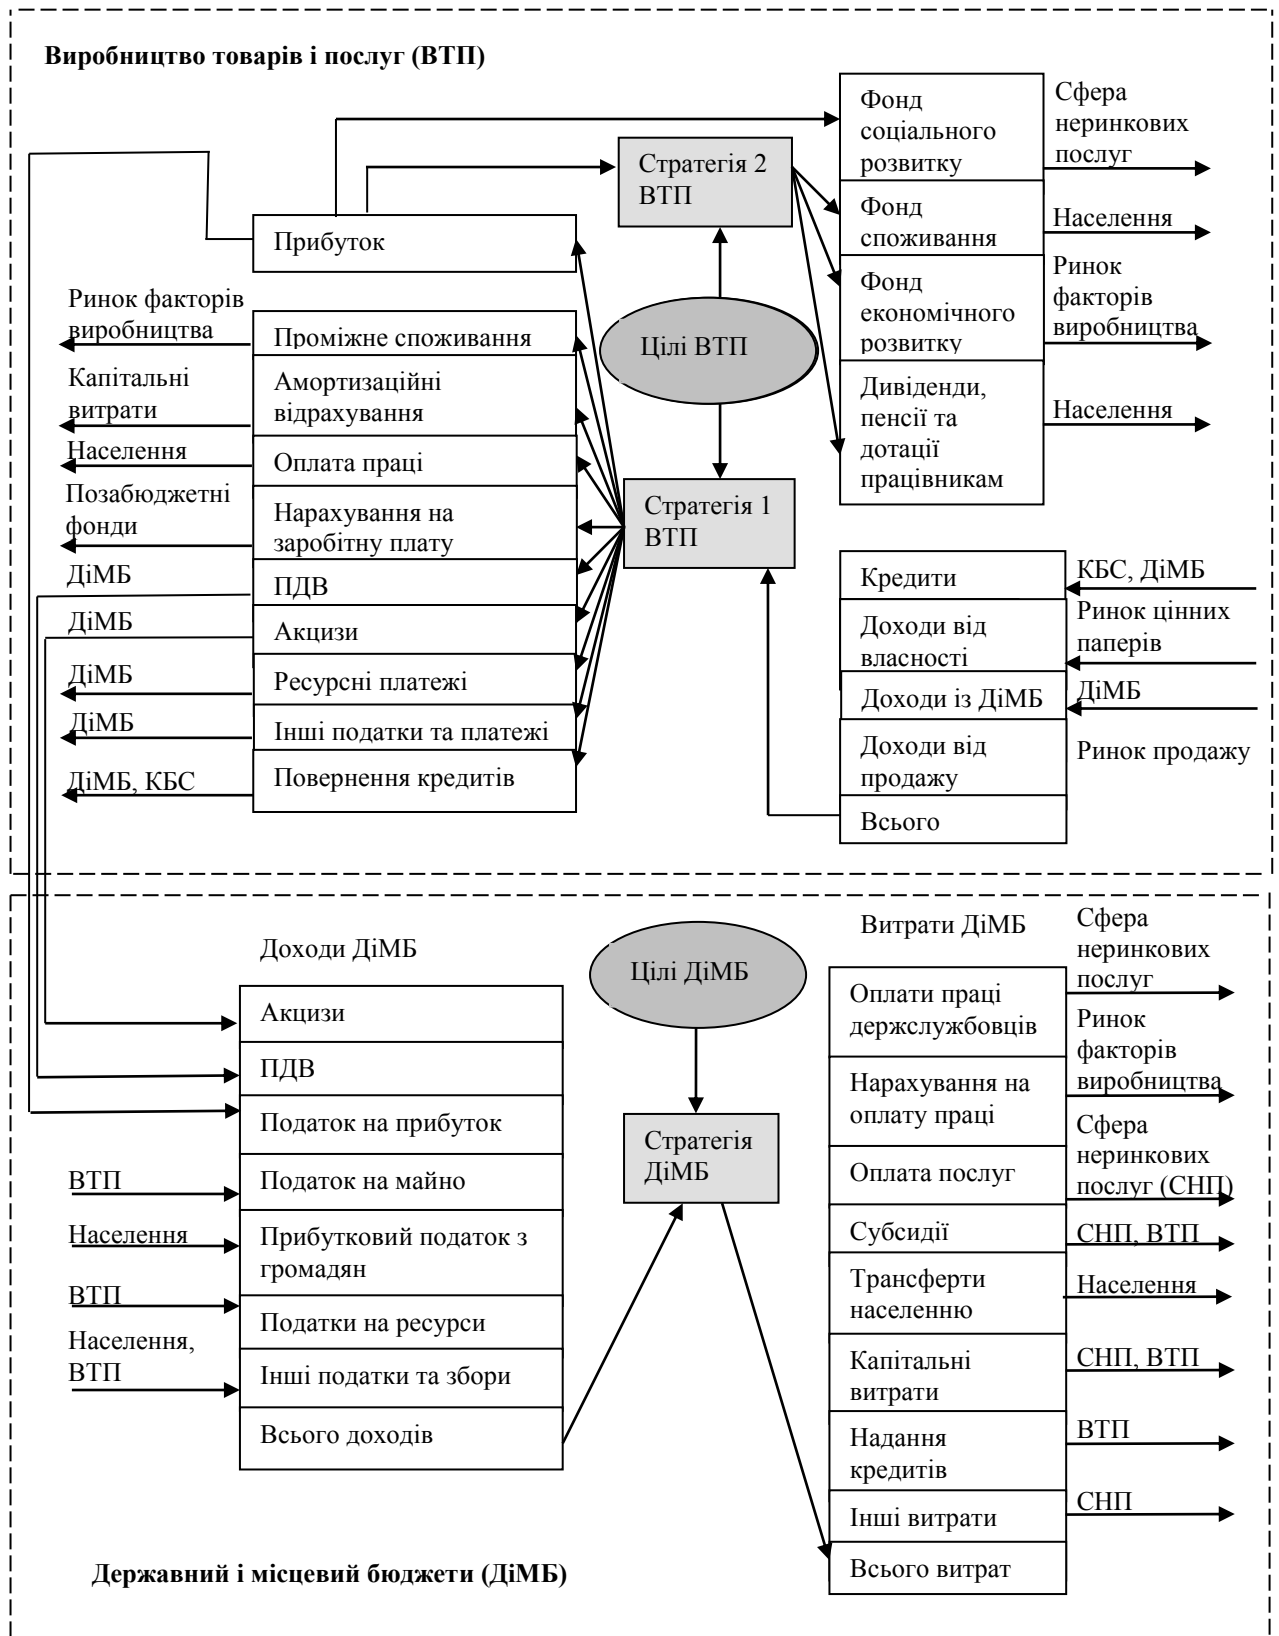 Виробництво товарів і послуг (ВТП)
Фонд
соціального
розвитку
Сфера
неринкових
послуг
Стратегія 2
ВТП
Фонд
споживання
Населення
Прибуток
Фонд
економічного
розвитку
Ринок
факторів
виробництва
Ринок факторів
виробництва
Проміжне споживання
Цілі ВТП
Капітальні
витрати
Амортизаційні
відрахування
Дивіденди,
пенсії та
дотації
працівникам
Населення
Населення
Оплата праці
Позабюджетні
фонди
Нарахування на
заробітну плату
Стратегія 1
ВТП
ДіМБ
ПДВ
Кредити
КБС, ДіМБ
ДіМБ
Акцизи
Доходи від
власності
Ринок цінних
паперів
ДіМБ
Ресурсні платежі
Доходи із ДіМБ
ДіМБ
ДіМБ
Інші податки та платежі
Доходи від
продажу
Ринок продажу
ДіМБ, КБС
Повернення кредитів
Всього
Доходи ДіМБ
Цілі ДіМБ
Витрати ДіМБ
Сфера
неринкових
послуг
Акцизи
Оплати праці
держслужбовців
Ринок
факторів
виробництва
ПДВ
Нарахування на
оплату праці
Податок на прибуток
Стратегія
ДіМБ
Сфера
неринкових
послуг (СНП)
ВТП
Податок на майно
Оплата послуг
Населення
Прибутковий податок з
громадян
Субсидії
СНП, ВТП
Трансферти
населенню
Населення
ВТП
Податки на ресурси
Населення,
ВТП
Інші податки та збори
Капітальні
витрати
СНП, ВТП
Всього доходів
Надання
кредитів
ВТП
Інші витрати
СНП
Всього витрат
Державний і місцевий бюджети (ДіМБ)